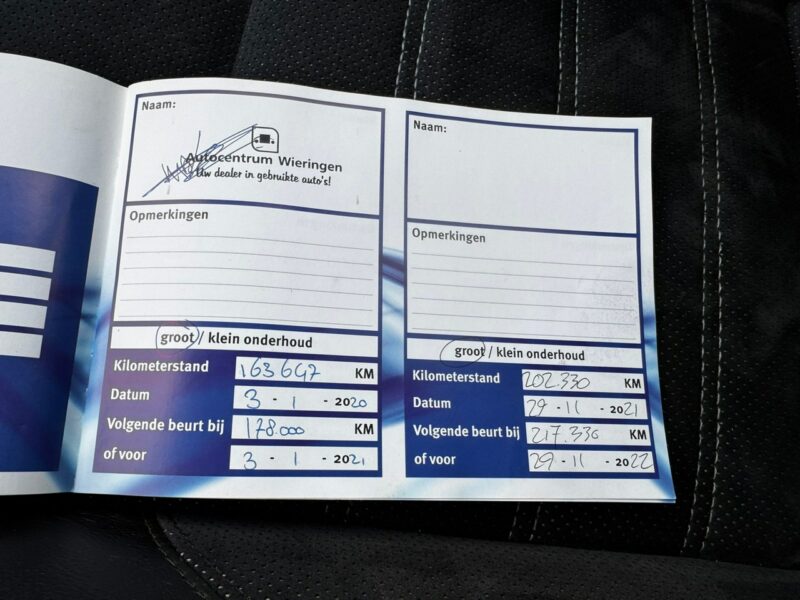 Naam:
Autocentrum Wieringen
Uw dealer in gebruikte auto's!
Opmerkingen
groot / klein onderhoud
Kilometerstand 163647 KM
Datum 3 - 1 - 2020
Volgende beurt bij 178.000 KM
of voor 3 - 1 - 2021
Naam:
Opmerkingen
groot / klein onderhoud
Kilometerstand 202.330 KM
Datum 29 - 11 - 2021
Volgende beurt bij 217.330 KM
of voor 29 - 11 - 2022